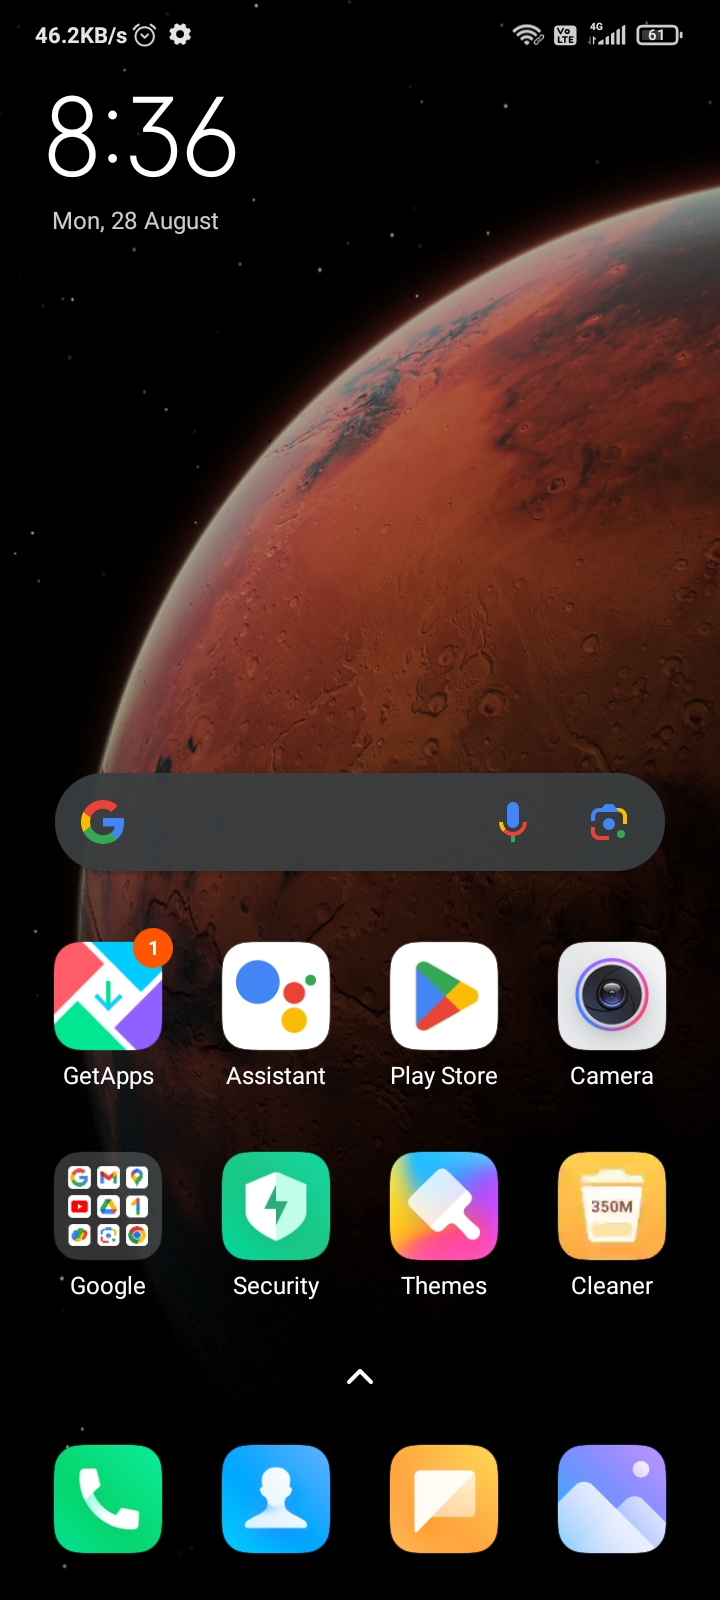 46.2KB/s Vo LTE 4G 61
8:36
Mon, 28 August
1
GetApps Assistant Play Store Camera
350M
Google Security Themes Cleaner